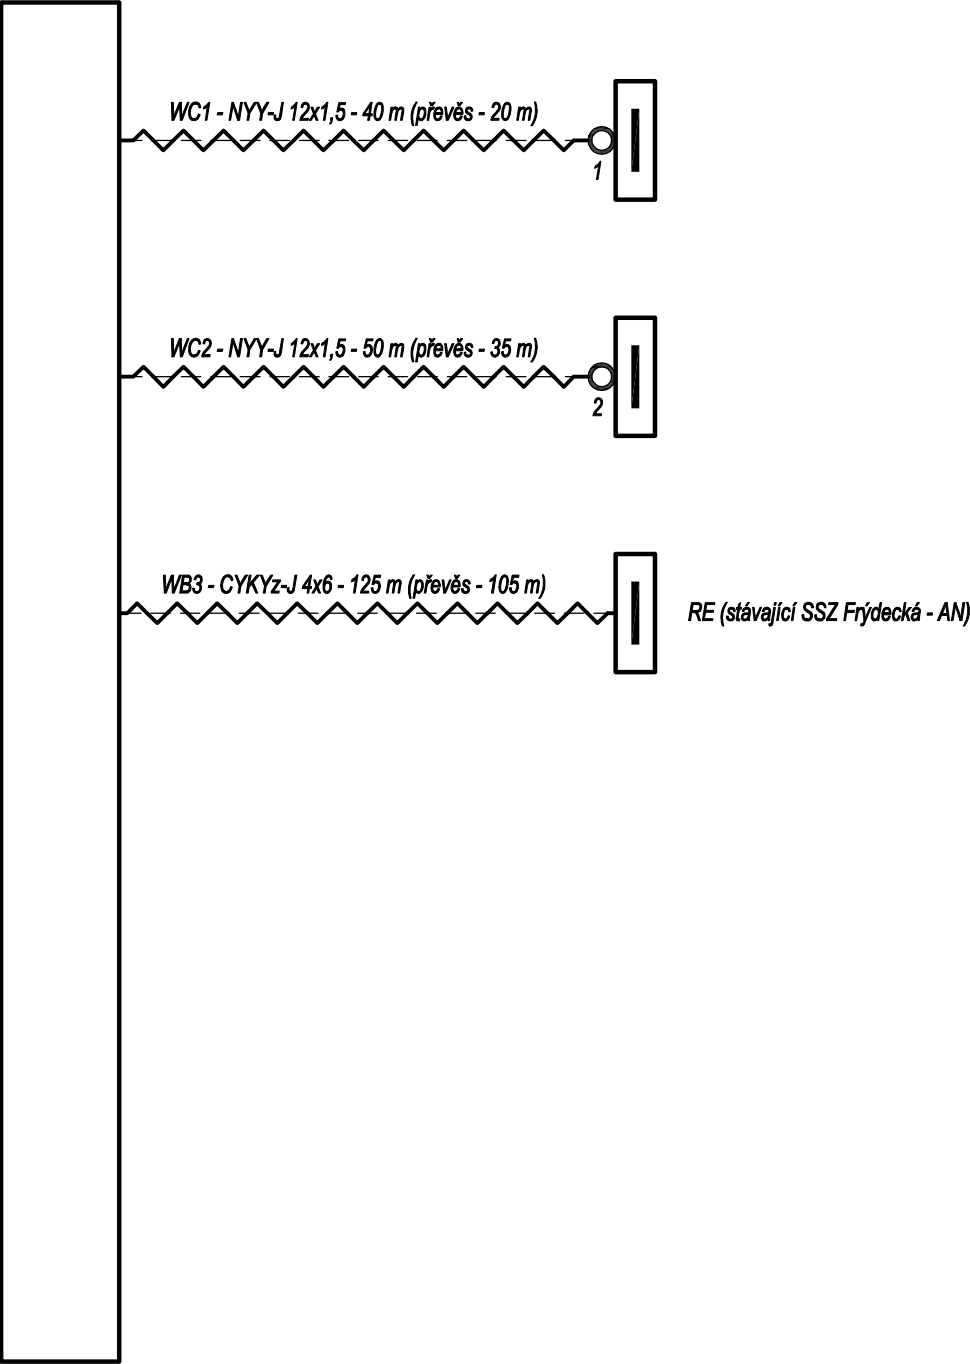 WC1 - NYY-J 12x1,5 - 40 m (převěs - 20 m)
1
WC2 - NYY-J 12x1,5 - 50 m (převěs - 35 m)
2
WB3 - CYKYz-J 4x6 - 125 m (převěs - 105 m)
RE (stávající SSZ Frýdecká - AN)